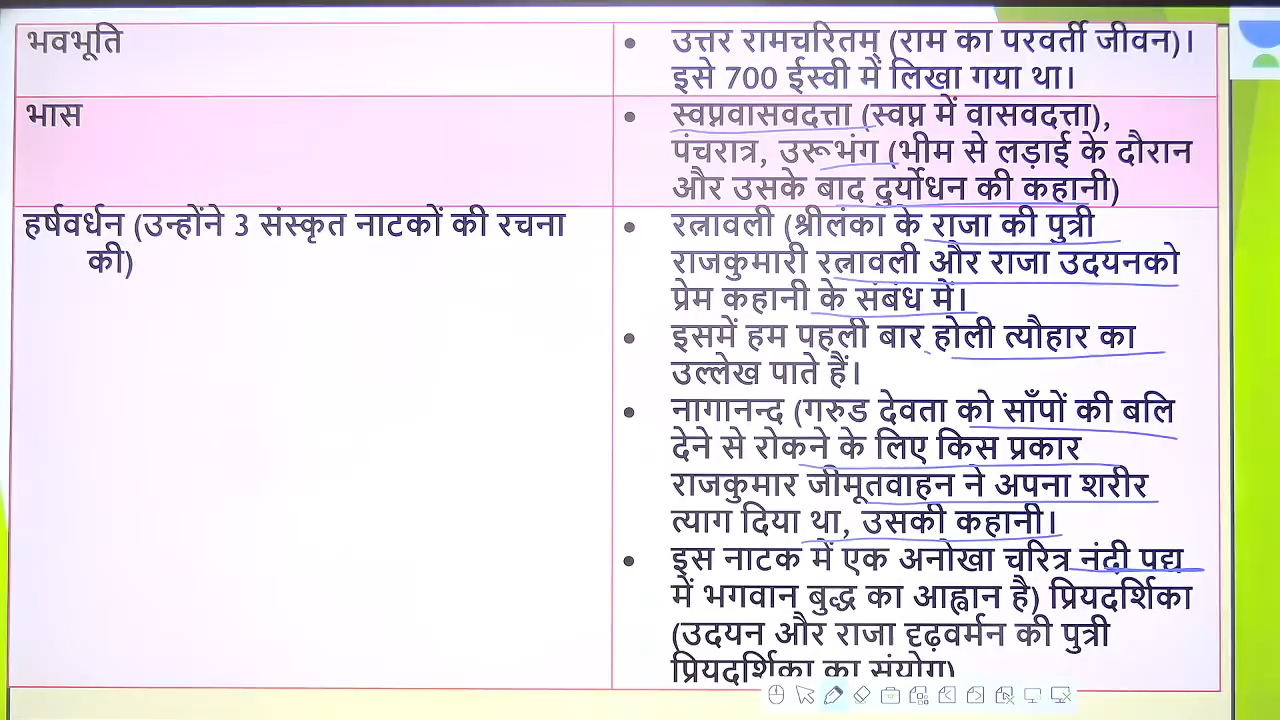 भवभूति
उत्तर रामचरितम् (राम का परवर्ती जीवन)।
इसे 700 ईस्वी में लिखा गया था।
भास
स्वप्नवासवदत्ता (स्वप्न में वासवदत्ता),
पंचरात्र, उरूभंग (भीम से लड़ाई के दौरान
और उसके बाद दुर्योधन की कहानी)
हर्षवर्धन (उन्होंने 3 संस्कृत नाटकों की रचना
की)
रत्नावली (श्रीलंका के राजा की पुत्री
राजकुमारी रत्नावली और राजा उदयनको
प्रेम कहानी के संबंध में।
इसमें हम पहली बार होली त्यौहार का
उल्लेख पाते हैं।
नागानन्द (गरुड देवता को साँपों की बलि
देने से रोकने के लिए किस प्रकार
राजकुमार जीमूतवाहन ने अपना शरीर
त्याग दिया था, उसकी कहानी।
इस नाटक में एक अनोखा चरित्र नंदी पद्य
में भगवान बुद्ध का आह्वान है) प्रियदर्शिका
(उदयन और राजा दृढ़वर्मन की पुत्री
प्रियदर्शिका का संयोग)